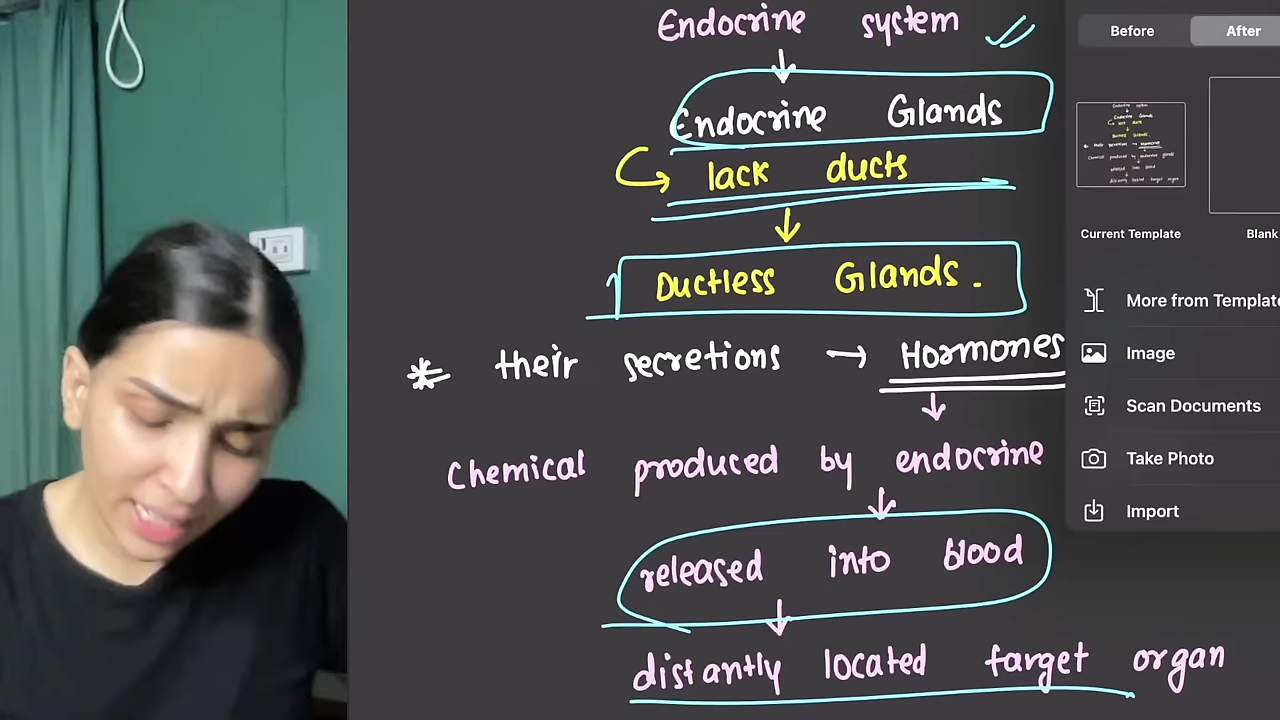 Endocrine system
Endocrine Glands
lack ducts
Ductless Glands.
* their secretions → Hormones
Chemical produced by endocrine
released into blood
distantly located target organ
Before After
Current Template
Blank
More from Templat
Image
Scan Documents
Take Photo
Import